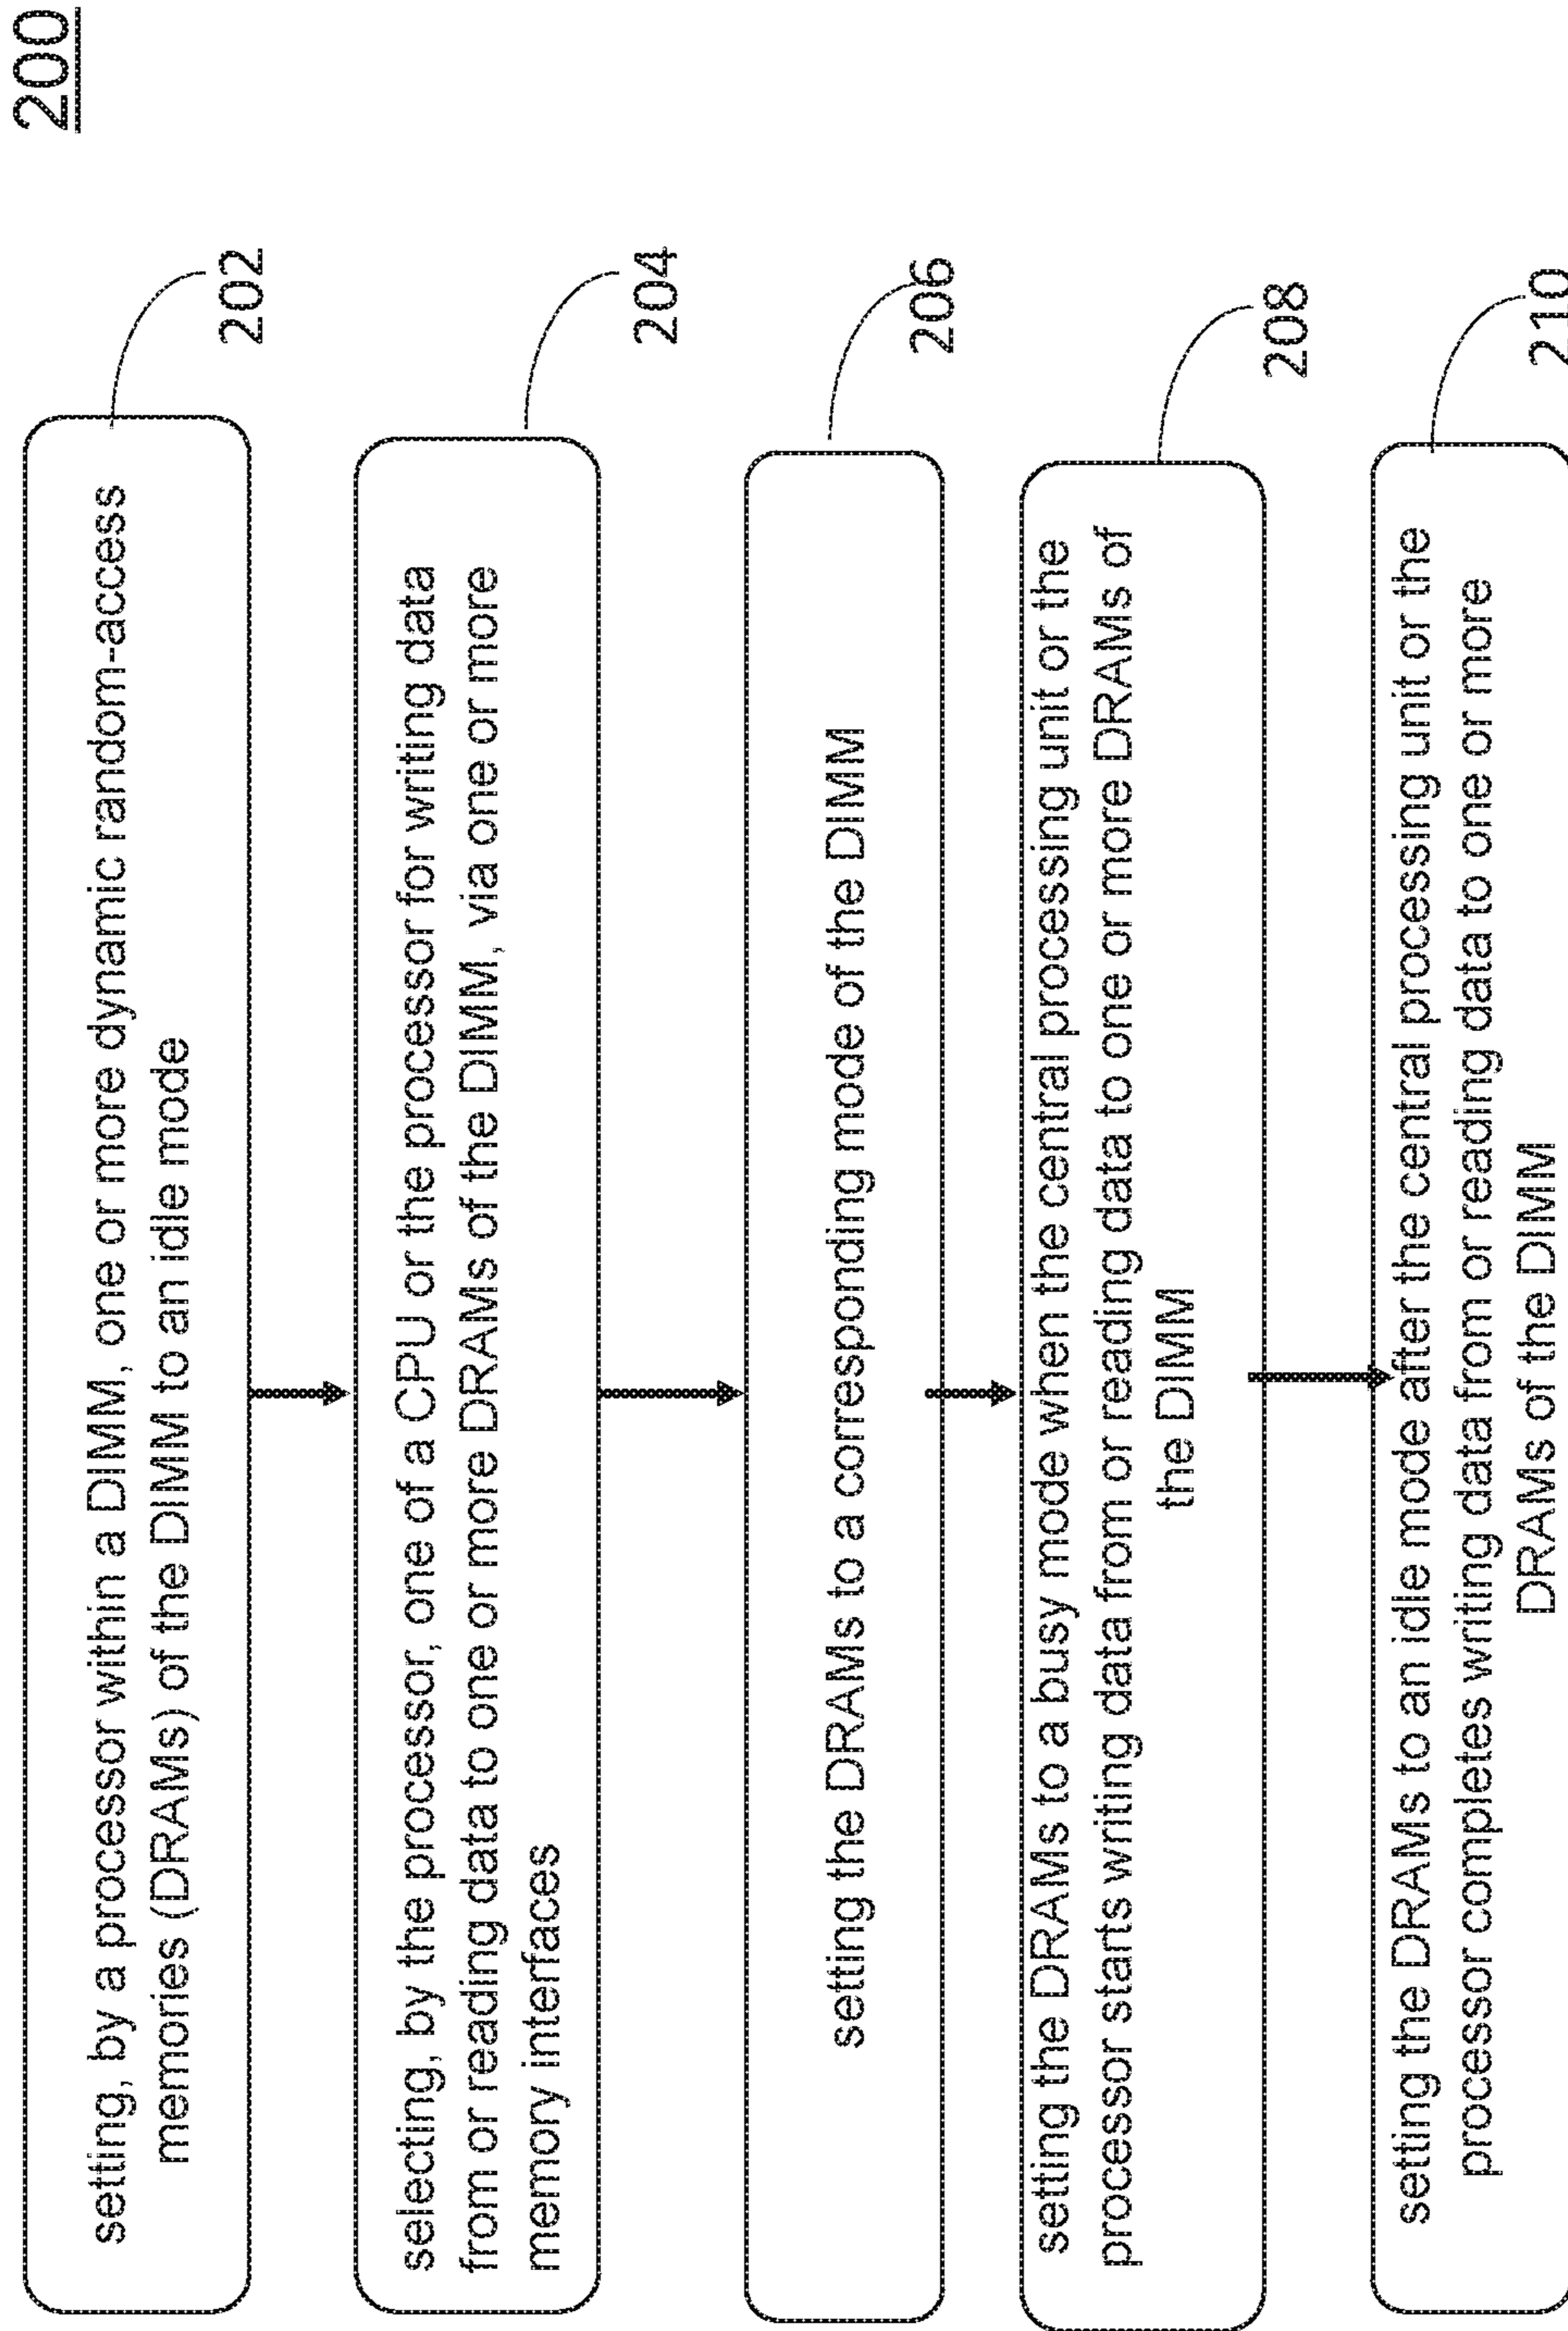 200
setting, by a processor within a DIMM, one or more dynamic random-access
memories (DRAMs) of the DIMM to an idle mode
202
selecting, by the processor, one of a CPU or the processor for writing data
from or reading data to one or more DRAMs of the DIMM, via one or more
memory interfaces
204
setting the DRAMs to a corresponding mode of the DIMM
206
setting the DRAMs to a busy mode when the central processing unit or the
processor starts writing data from or reading data to one or more DRAMs of
the DIMM
208
setting the DRAMs to an idle mode after the central processing unit or the
processor completes writing data from or reading data to one or more
DRAMs of the DIMM
210